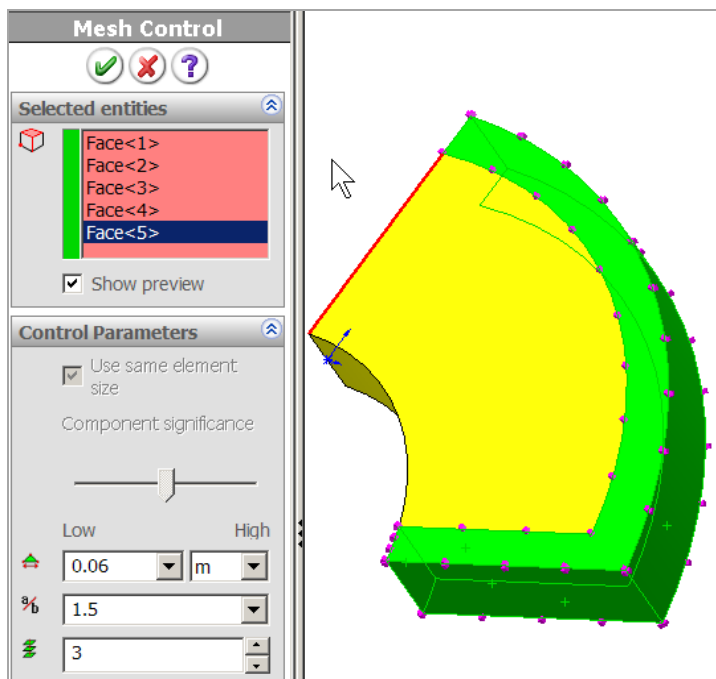 Mesh Control
?
Selected entities
Face<1>
Face<2>
Face<3>
Face<4>
Face<5>
Show preview
Control Parameters
Use same element
size
Component significance
Low High
0.06 m
a/b 1.5
3